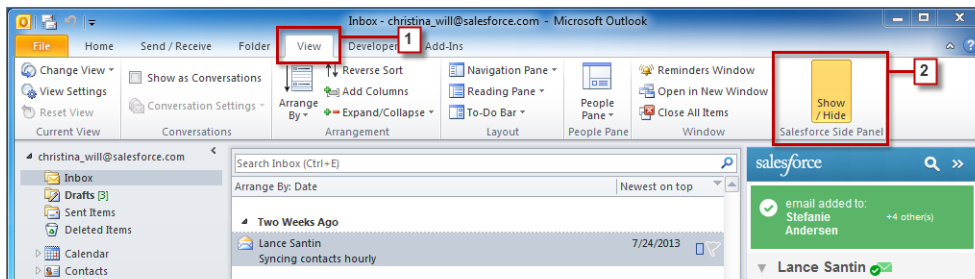 Inbox - christina_will@salesforce.com - Microsoft Outlook
File Home Send / Receive Folder View Developer Add-Ins
1
Change View
View Settings
Reset View
Current View
Show as Conversations
Conversation Settings
Conversations
Arrange By
Reverse Sort
Add Columns
Expand/Collapse
Arrangement
Navigation Pane
Reading Pane
To-Do Bar
Layout
People Pane
People Pane
Reminders Window
Open in New Window
Close All Items
Window
Show / Hide
Salesforce Side Panel
2
christina_will@salesforce.com
Inbox
Drafts [3]
Sent Items
Deleted Items
Calendar
Contacts
Search Inbox (Ctrl+E)
Arrange By: Date Newest on top
Two Weeks Ago
Lance Santin 7/24/2013
Syncing contacts hourly
salesforce
email added to:
Stefanie +4 other(s)
Andersen
Lance Santin